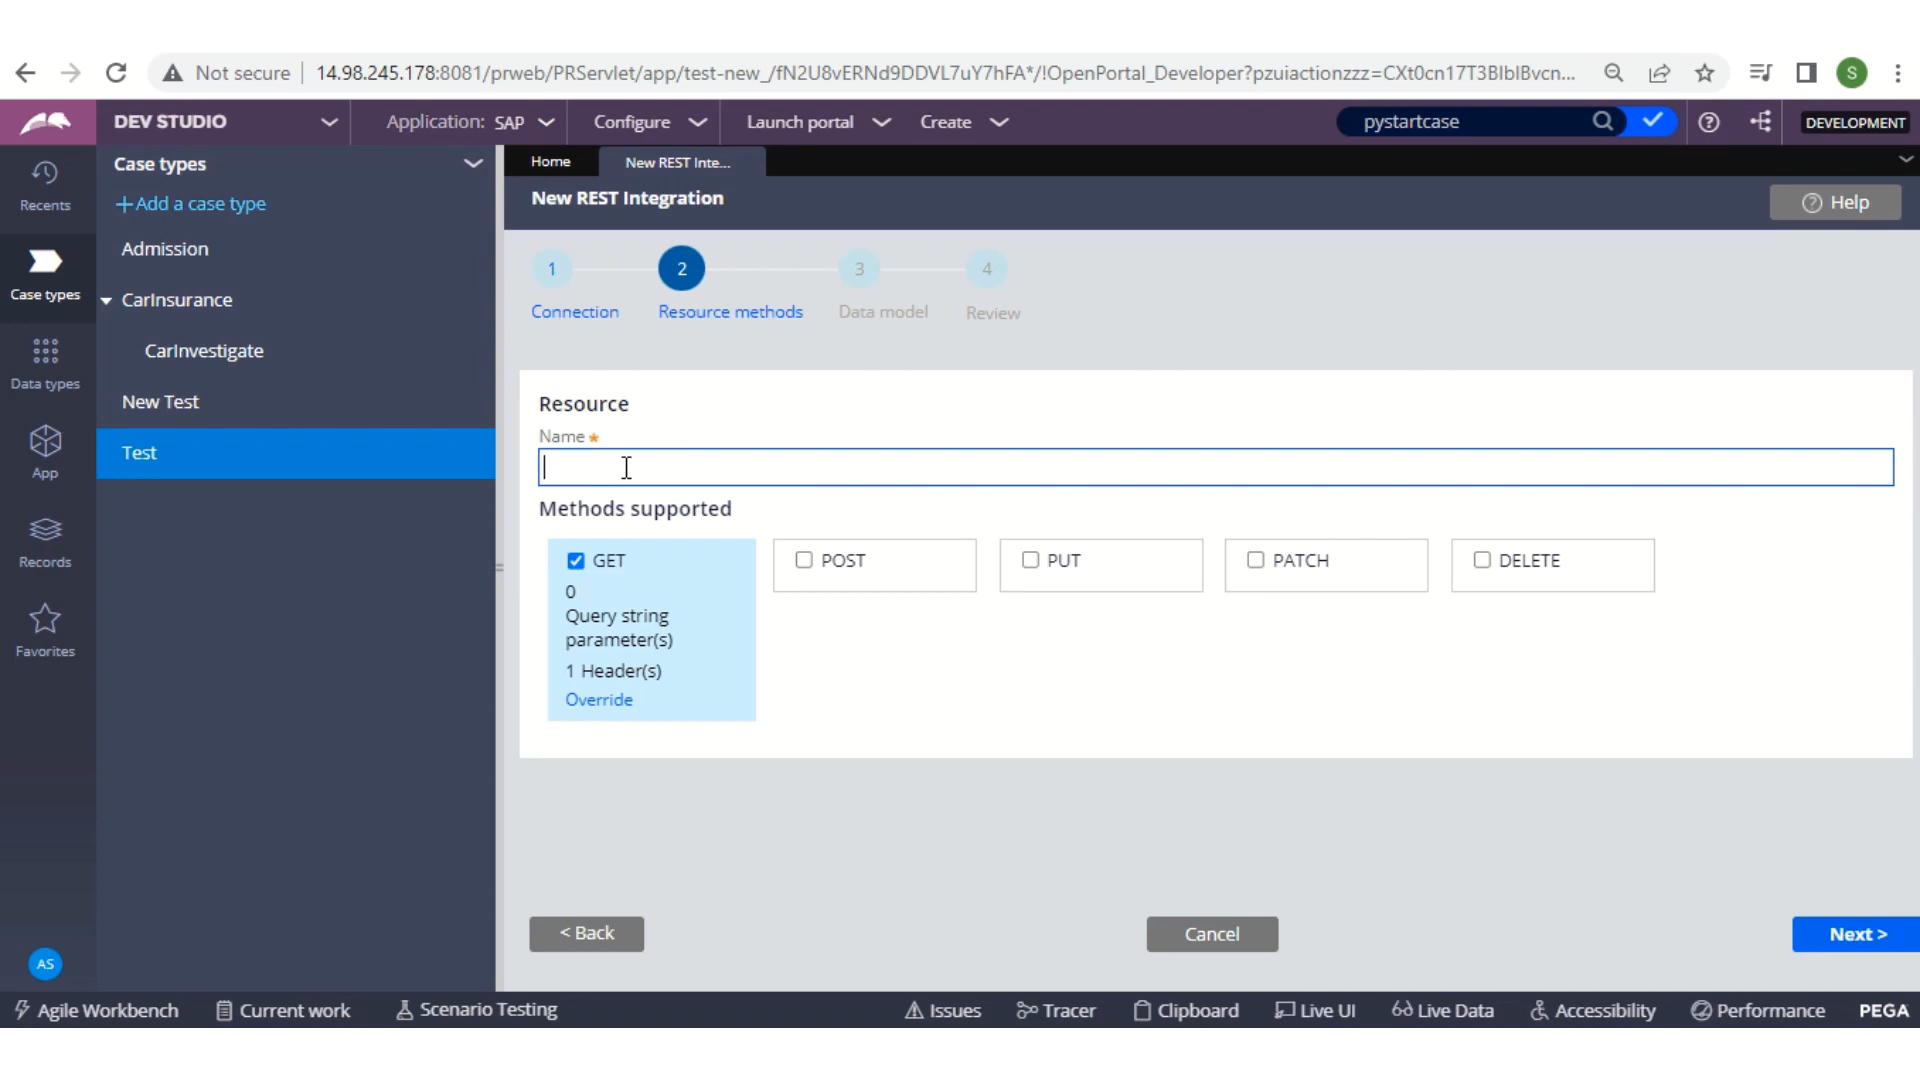 Not secure
14.98.245.178:8081/prweb/PRServlet/app/test-new_/fN2U8vERNd9DDVL7uY7hFA*/!OpenPortal_Developer?pzuiactionzzz=CXt0cn17T3BIblBvcn...
S
DEV STUDIO
Application: SAP
Configure
Launch portal
Create
pystartcase
DEVELOPMENT
Recents
Case types
Data types
App
Records
Favorites
AS
Case types
+Add a case type
Admission
CarInsurance
CarInvestigate
New Test
Test
Home
New REST Inte...
New REST Integration
? Help
1
2
3
4
Connection
Resource methods
Data model
Review
Resource
Name *
Methods supported
GET
0
Query string
parameter(s)
1 Header(s)
Override
POST
PUT
PATCH
DELETE
< Back
Cancel
Next >
Agile Workbench
Current work
Scenario Testing
Issues
Tracer
Clipboard
Live UI
Live Data
Accessibility
Performance
PEGA